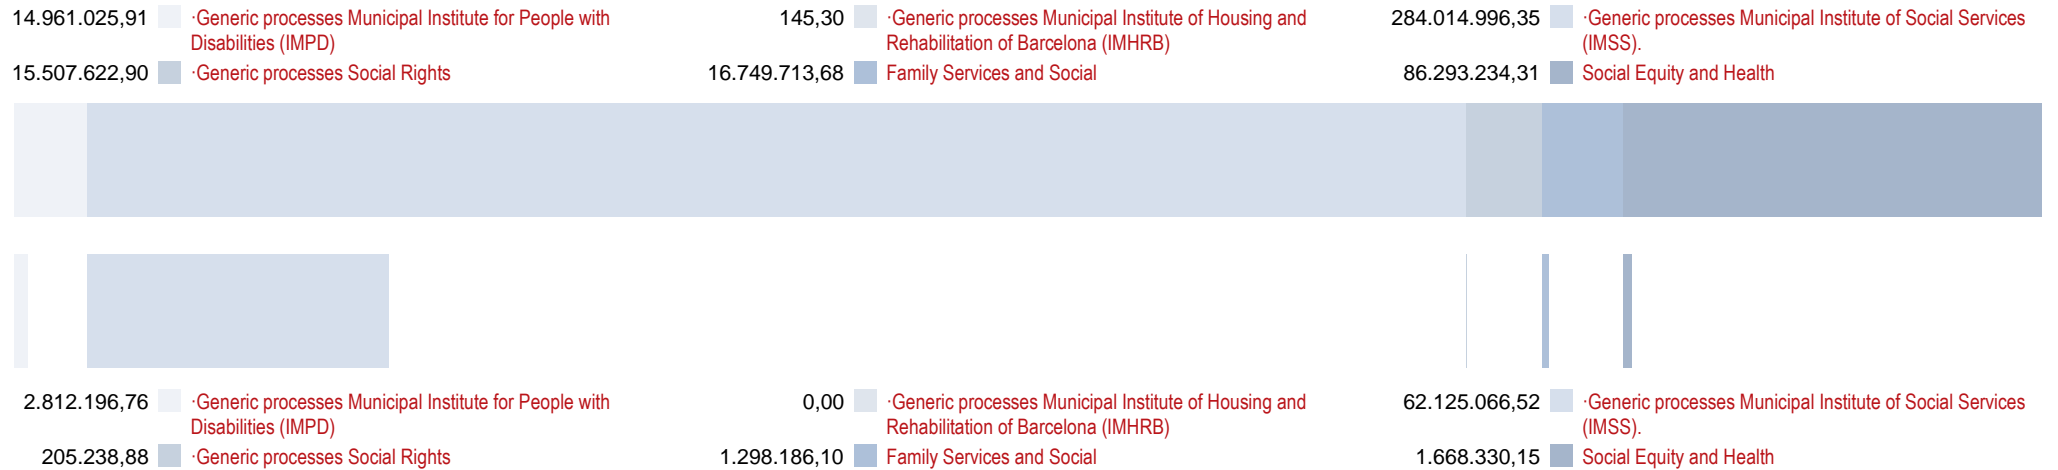 14.961.025,91 ·Generic processes Municipal Institute for People with 145,30 ·Generic processes Municipal Institute of Housing and 284.014.996,35 ·Generic processes Municipal Institute of Social Services
Disabilities (IMPD) Rehabilitation of Barcelona (IMHRB) (IMSS).
15.507.622,90 ·Generic processes Social Rights 16.749.713,68 Family Services and Social 86.293.234,31 Social Equity and Health
2.812.196,76 ·Generic processes Municipal Institute for People with 0,00 ·Generic processes Municipal Institute of Housing and 62.125.066,52 ·Generic processes Municipal Institute of Social Services
Disabilities (IMPD) Rehabilitation of Barcelona (IMHRB) (IMSS).
205.238,88 ·Generic processes Social Rights 1.298.186,10 Family Services and Social 1.668.330,15 Social Equity and Health